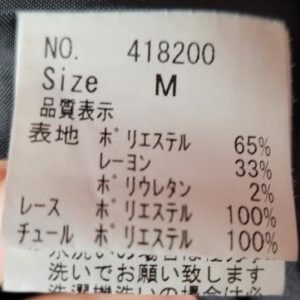 NO. 418200
Size M
品質表示
表地 ポリエステル 65%
レーヨン 33%
ポリウレタン 2%
レース ポリエステル 100%
チュール ポリエステル 100%
洗いでお願い致します